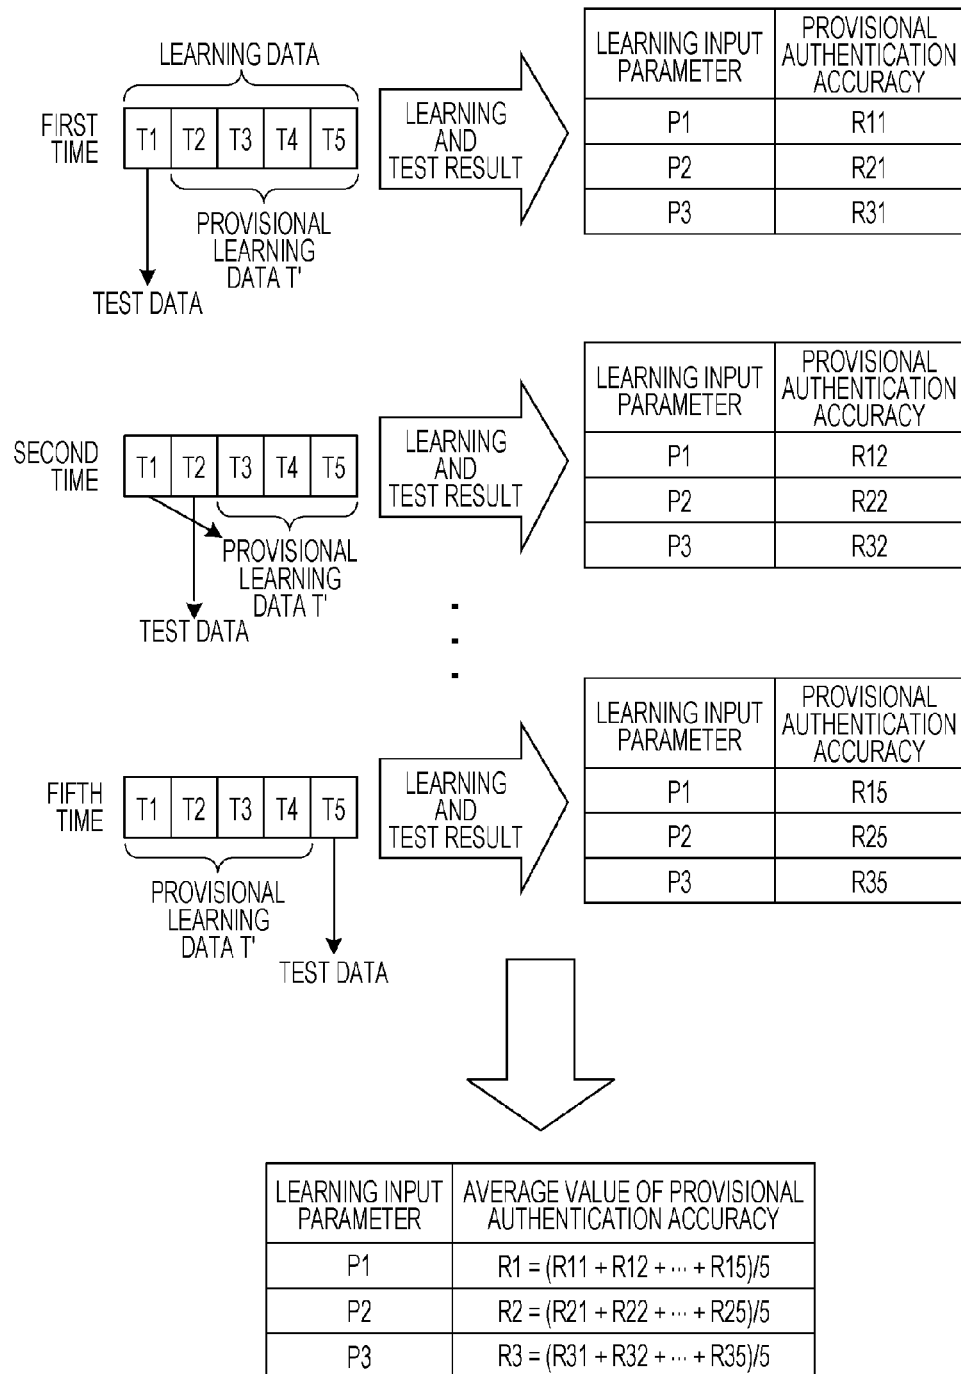 LEARNING DATA
FIRST
TIME
T1 T2 T3 T4 T5
PROVISIONAL
LEARNING
DATA T'
TEST DATA
LEARNING
AND
TEST RESULT
LEARNING INPUT
PARAMETER
PROVISIONAL
AUTHENTICATION
ACCURACY
P1 R11
P2 R21
P3 R31
SECOND
TIME
T1 T2 T3 T4 T5
PROVISIONAL
LEARNING
DATA T'
TEST DATA
LEARNING
AND
TEST RESULT
LEARNING INPUT
PARAMETER
PROVISIONAL
AUTHENTICATION
ACCURACY
P1 R12
P2 R22
P3 R32
FIFTH
TIME
T1 T2 T3 T4 T5
PROVISIONAL
LEARNING
DATA T'
TEST DATA
LEARNING
AND
TEST RESULT
LEARNING INPUT
PARAMETER
PROVISIONAL
AUTHENTICATION
ACCURACY
P1 R15
P2 R25
P3 R35
LEARNING INPUT
PARAMETER
AVERAGE VALUE OF PROVISIONAL
AUTHENTICATION ACCURACY
P1 R1 = (R11 + R12 + ··· + R15)/5
P2 R2 = (R21 + R22 + ··· + R25)/5
P3 R3 = (R31 + R32 + ··· + R35)/5